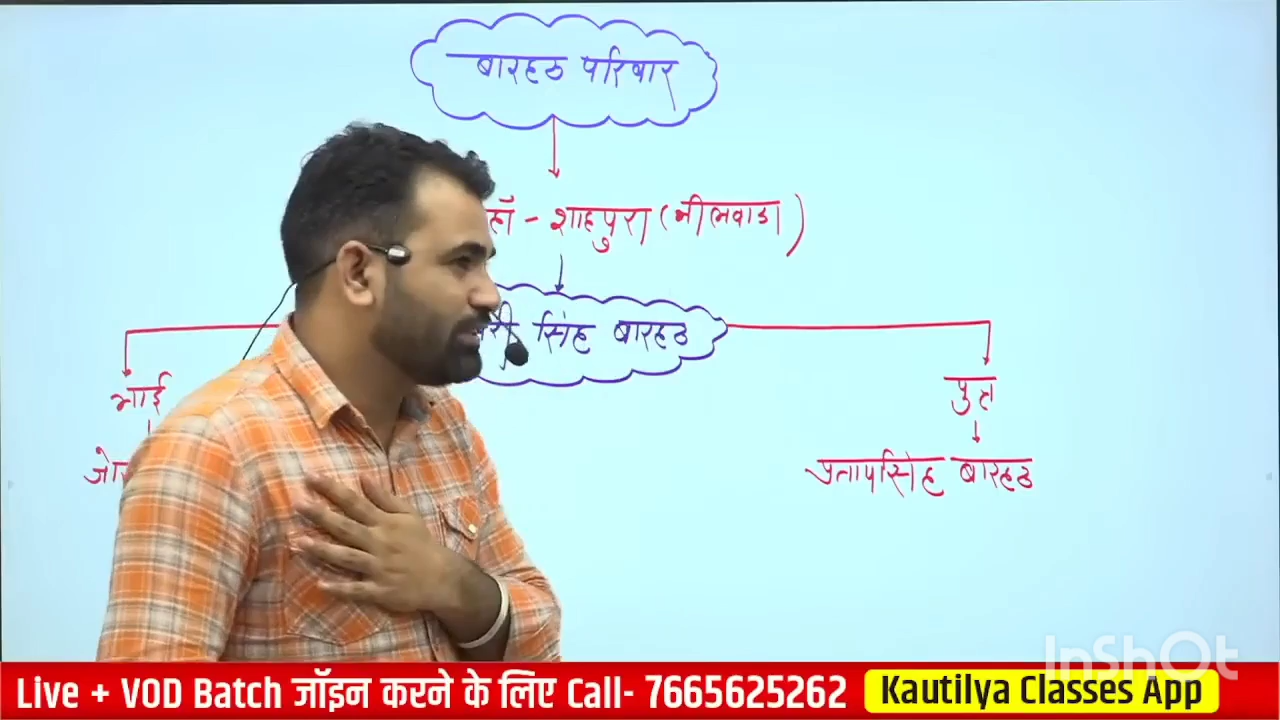 बारहठ परिवार
शाहपुरा (भीलवाडा)
सिंह बारहठ
भाई
पुत्र
प्रतापसिंह बारहठ
InShOt
Live + VOD Batch जॉइन करने के लिए Call- 7665625262 Kautilya Classes App